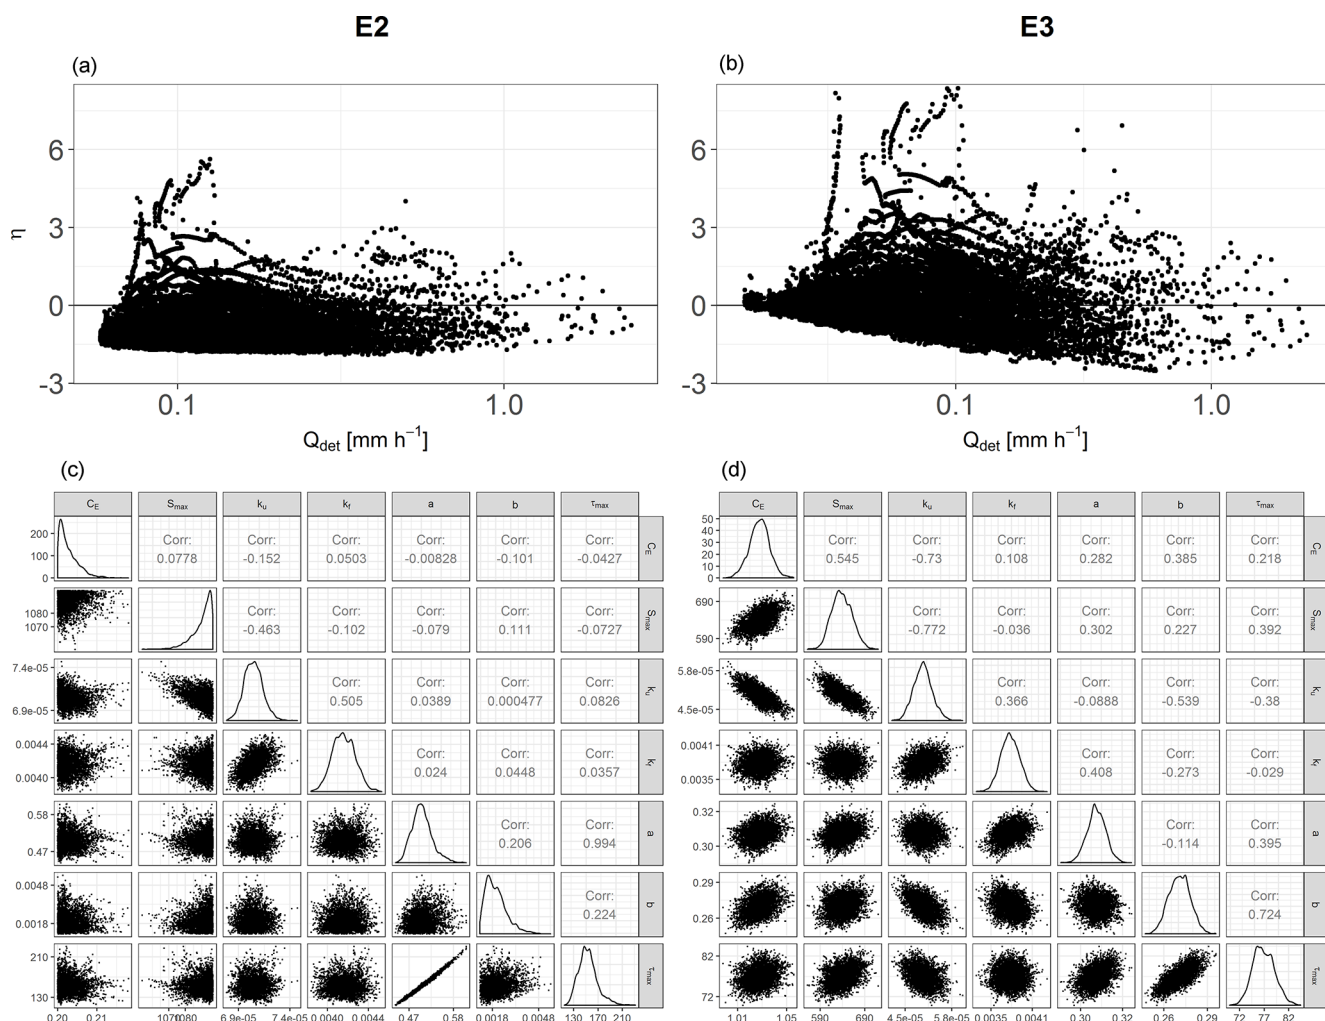 E2 E3
(a) (b)
6 6
3 3
η
0 0
-3 -3
0.1 1.0 0.1 1.0
Q_det [mm h⁻¹] Q_det [mm h⁻¹]
(c) (d)
C_E S_max k_u k_f a b τ_max C_E S_max k_u k_f a b τ_max
200 Corr: Corr: Corr: Corr: Corr: Corr: C_E 50 Corr: Corr: Corr: Corr: Corr: Corr: C_E
100 0.0778 -0.152 0.0503 -0.00828 -0.101 -0.0427 40 30 20 0.545 -0.73 0.108 0.282 0.385 0.218
0 10 0
1080 Corr: Corr: Corr: Corr: Corr: S_max 690 Corr: Corr: Corr: Corr: Corr: S_max
1070 -0.463 -0.102 -0.079 0.111 -0.0727 590 -0.772 -0.036 0.302 0.227 0.392
7.4e-05 Corr: Corr: Corr: Corr: k_u 5.8e-05 Corr: Corr: Corr: Corr: k_u
6.9e-05 0.505 0.0389 0.000477 0.0826 4.5e-05 0.366 -0.0888 -0.539 -0.38
0.0044 Corr: Corr: Corr: k_f 0.0041 Corr: Corr: Corr: k_f
0.0040 0.024 0.0448 0.0357 0.0035 0.408 -0.273 -0.029
0.58 Corr: Corr: a 0.32 Corr: Corr: a
0.47 0.206 0.994 0.30 -0.114 0.395
0.0048 Corr: b 0.29 Corr: b
0.0018 0.224 0.26 0.724
210 τ_max 82 τ_max
130 72
0.20 0.21 1070 1080 6.9e-05 7.4e-05 0.0040 0.0044 0.47 0.58 0.0018 0.0048 130 170 210 1.01 1.05 590 690 4.5e-05 5.8e-05 0.0035 0.0041 0.30 0.32 0.26 0.29 72 77 82